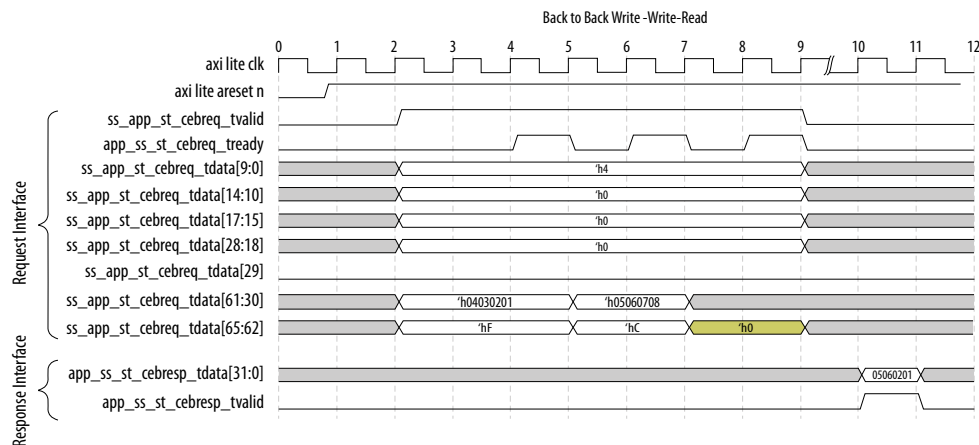 Back to Back Write -Write-Read
0 1 2 3 4 5 6 7 8 9 10 11 12
axi lite clk
axi lite areset n
Request Interface
ss_app_st_cebreq_tvalid
app_ss_st_cebreq_tready
ss_app_st_cebreq_tdata[9:0] ‘h4
ss_app_st_cebreq_tdata[14:10] ‘h0
ss_app_st_cebreq_tdata[17:15] ‘h0
ss_app_st_cebreq_tdata[28:18] ‘h0
ss_app_st_cebreq_tdata[29]
ss_app_st_cebreq_tdata[61:30] ‘h04030201 ‘h05060708
ss_app_st_cebreq_tdata[65:62] ‘hF ‘hC ‘h0
Response Interface
app_ss_st_cebresp_tdata[31:0] 05060201
app_ss_st_cebresp_tvalid